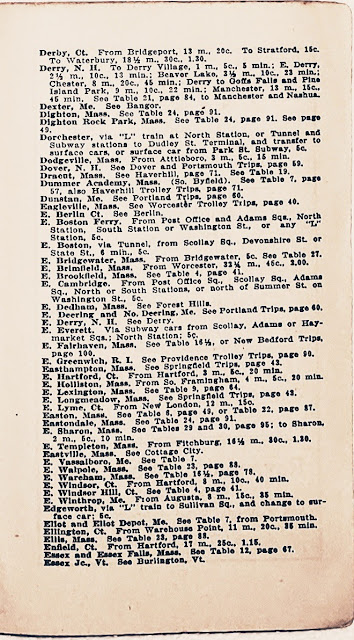 Derby, Ct. From Bridgeport, 13 m., 20c. To Stratford, 15c.
To Waterbury, 18½ m., 30c., 1.30.
Derry, N. H. To Derry Village, 1 m., 5c., 5 min.; E. Derry,
2½ m., 10c., 13 min.; Beaver Lake, 3½ m., 10c., 23 min.;
Chester, 8 m., 20c., 45 min.; Derry to Goffs Falls and Pine
Island Park, 9 m., 10c., 22 min.; Manchester, 13 m., 15c.,
45 min. See Table 21, page 84, to Manchester and Nashua.
Dexter, Me. See Bangor.
Dighton, Mass. See Table 24, page 91.
Dighton Rock Park, Mass. See Table 24, page 91. See page
49.
Dorchester, via "L" train at North Station, or Tunnel and
Subway stations to Dudley St. Terminal, and transfer to
surface cars, or surface car from Park St. Subway, 5c.
Dodgeville, Mass. From Atttleboro, 3 m., 5c., 15 min.
Dover, N. H. See Dover and Portsmouth Trips, page 59.
Dracut, Mass. See Haverhill, page 71. See Table 19.
Dummer Academy, Mass. (So. Byfield). See Table 7, page
57, also Haverhill Trolley Trips, page 71.
Dunstan, Me. See Portland Trips, page 60.
Eagleville, Mass. See Worcester Trolley Trips, page 40.
E. Berlin Ct. See Berlin.
E. Boston Ferry. From Post Office and Adams Sq., North
Station, South Station or Washington St., or any "L"
Station, 5c.
E. Boston, via Tunnel, from Scollay Sq., Devonshire St. or
State St., 6 min., 5c.
E. Bridgewater, Mass. From Bridgewater, 5c. See Table 27.
E. Brimfield, Mass. From Worcester, 33¼ m., 45c., 2.00.
E. Brookfield, Mass. See Table 4, page 41.
E. Cambridge. From Post Office Sq., Scollay Sq., Adams
Sq., North or South Stations, or north of Summer St. on
Washington St., 5c.
E. Dedham, Mass. See Forest Hills.
E. Deering and No. Deering, Me. See Portland Trips, page 60.
E. Derry, N. H. See Derry.
E. Everett. Via Subway cars from Scollay, Adams or Hay-
market Sqs.; North Station; 5c.
E. Fairhaven, Mass. See Table 16½, or New Bedford Trips,
page 100.
E. Greenwich, R. I. See Providence Trolley Trips, page 90.
Easthampton, Mass. See Springfield Trips, page 43.
E. Hartford, Ct. From Hartford, 3 m., 5c., 20 min.
E. Holliston, Mass. From So. Framingham, 4 m., 5c., 20 min.
E. Lexington, Mass. See Table 9, page 64.
E. Longmeadow, Mass. See Springfield Trips, page 43.
E. Lyme, Ct. From New London, 12 m., 15c.
Easton, Mass. See Table 5, page 49, or Table 22, page 87.
Eastondale, Mass. See Table 24, page 91.
E. Sharon, Mass. See Table 29 and 30, page 95; to Sharon,
2 m., 5c., 10 min.
E. Templeton, Mass. From Fitchburg, 16½ m., 30c., 1.30.
Eastville, Mass. See Cottage City.
E. Vassalboro, Me. See Table 7.
E. Walpole, Mass. See Table 23, page 88.
E. Wareham, Mass. See Table 16½, page 78.
E. Windsor, Ct. From Hartford, 8 m., 10c., 40 min.
E. Windsor Hill, Ct. See Table 4, page 41.
E. Winthrop, Me. From Augusta, 8 m., 15c., 35 min.
Edgeworth, via "L" train to Sullivan Sq., and change to sur-
face car; 5c.
Eliot and Eliot Depot, Me. See Table 7, from Portsmouth.
Ellington, Ct. From Warehouse Point, 11 m., 20c., 35 min.
Ellis, Mass. See Table 23, page 88.
Enfield, Ct. From Hartford, 17 m., 25c., 1.15.
Essex and Essex Falls, Mass. See Table 12, page 67.
Essex Jc., Vt. See Burlington, Vt.